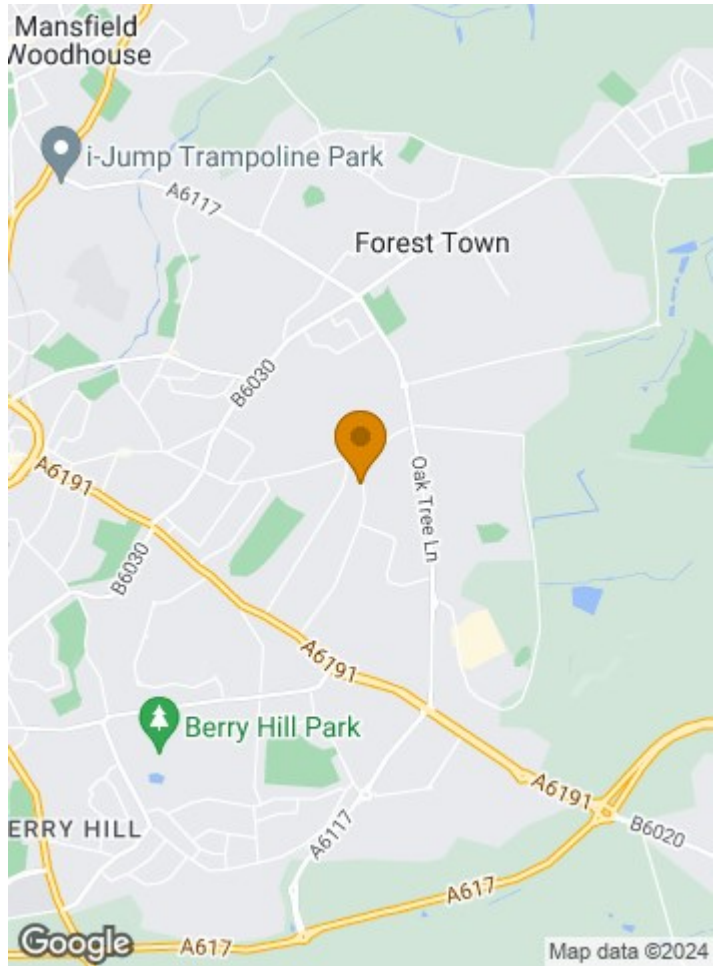 Mansfield
Woodhouse
i-Jump Trampoline Park
A6117
Forest Town
B6030
A6191
Oak Tree Ln
B6030
A6191
Berry Hill Park
A6191
B6020
ERRY HILL
A6117
A617
A617
Google
Map data ©2024